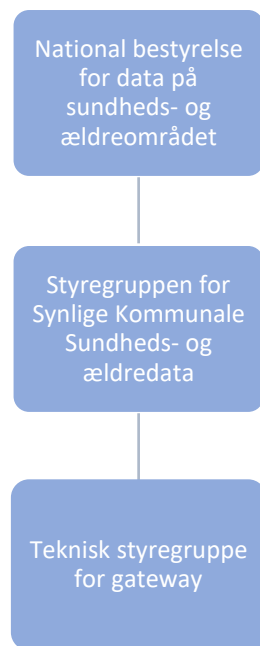 National bestyrelse
for data på
sundheds- og
ældreområdet
Styregruppen for
Synlige Kommunale
Sundheds- og
ældredata
Teknisk styregruppe
for gateway